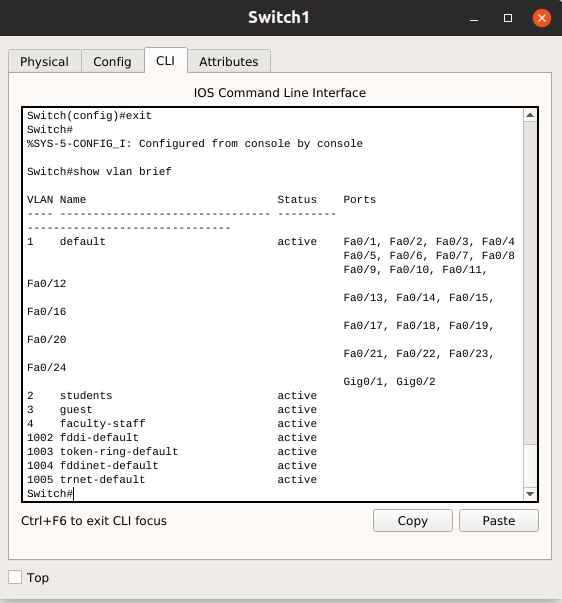 Switch1
Physical Config CLI Attributes
IOS Command Line Interface
Switch(config)#exit
Switch#
%SYS-5-CONFIG_I: Configured from console by console
Switch#show vlan brief
VLAN Name Status Ports
---- -------------------------------- ---------
-------------------------------
1 default active Fa0/1, Fa0/2, Fa0/3, Fa0/4
Fa0/5, Fa0/6, Fa0/7, Fa0/8
Fa0/9, Fa0/10, Fa0/11,
Fa0/12
Fa0/13, Fa0/14, Fa0/15,
Fa0/16
Fa0/17, Fa0/18, Fa0/19,
Fa0/20
Fa0/21, Fa0/22, Fa0/23,
Fa0/24
Gig0/1, Gig0/2
2 students active
3 guest active
4 faculty-staff active
1002 fddi-default active
1003 token-ring-default active
1004 fddinet-default active
1005 trnet-default active
Switch#
Ctrl+F6 to exit CLI focus Copy Paste
Top